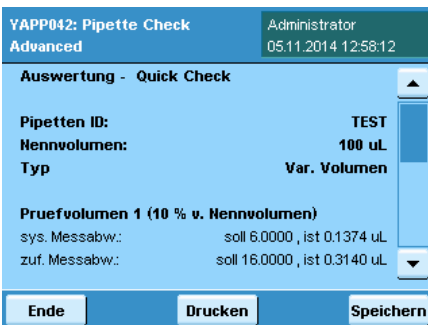 YAPP042: Pipette Check Administrator
Advanced 05.11.2014 12:58:12
Auswertung - Quick Check
Pipetten ID: TEST
Nennvolumen: 100 uL
Typ Var. Volumen
Pruefvolumen 1 (10 % v. Nennvolumen)
sys. Messabw.: soll 6.0000 , ist 0.1374 uL
zuf. Messabw.: soll 16.0000 , ist 0.3140 uL
Ende Drucken Speichern